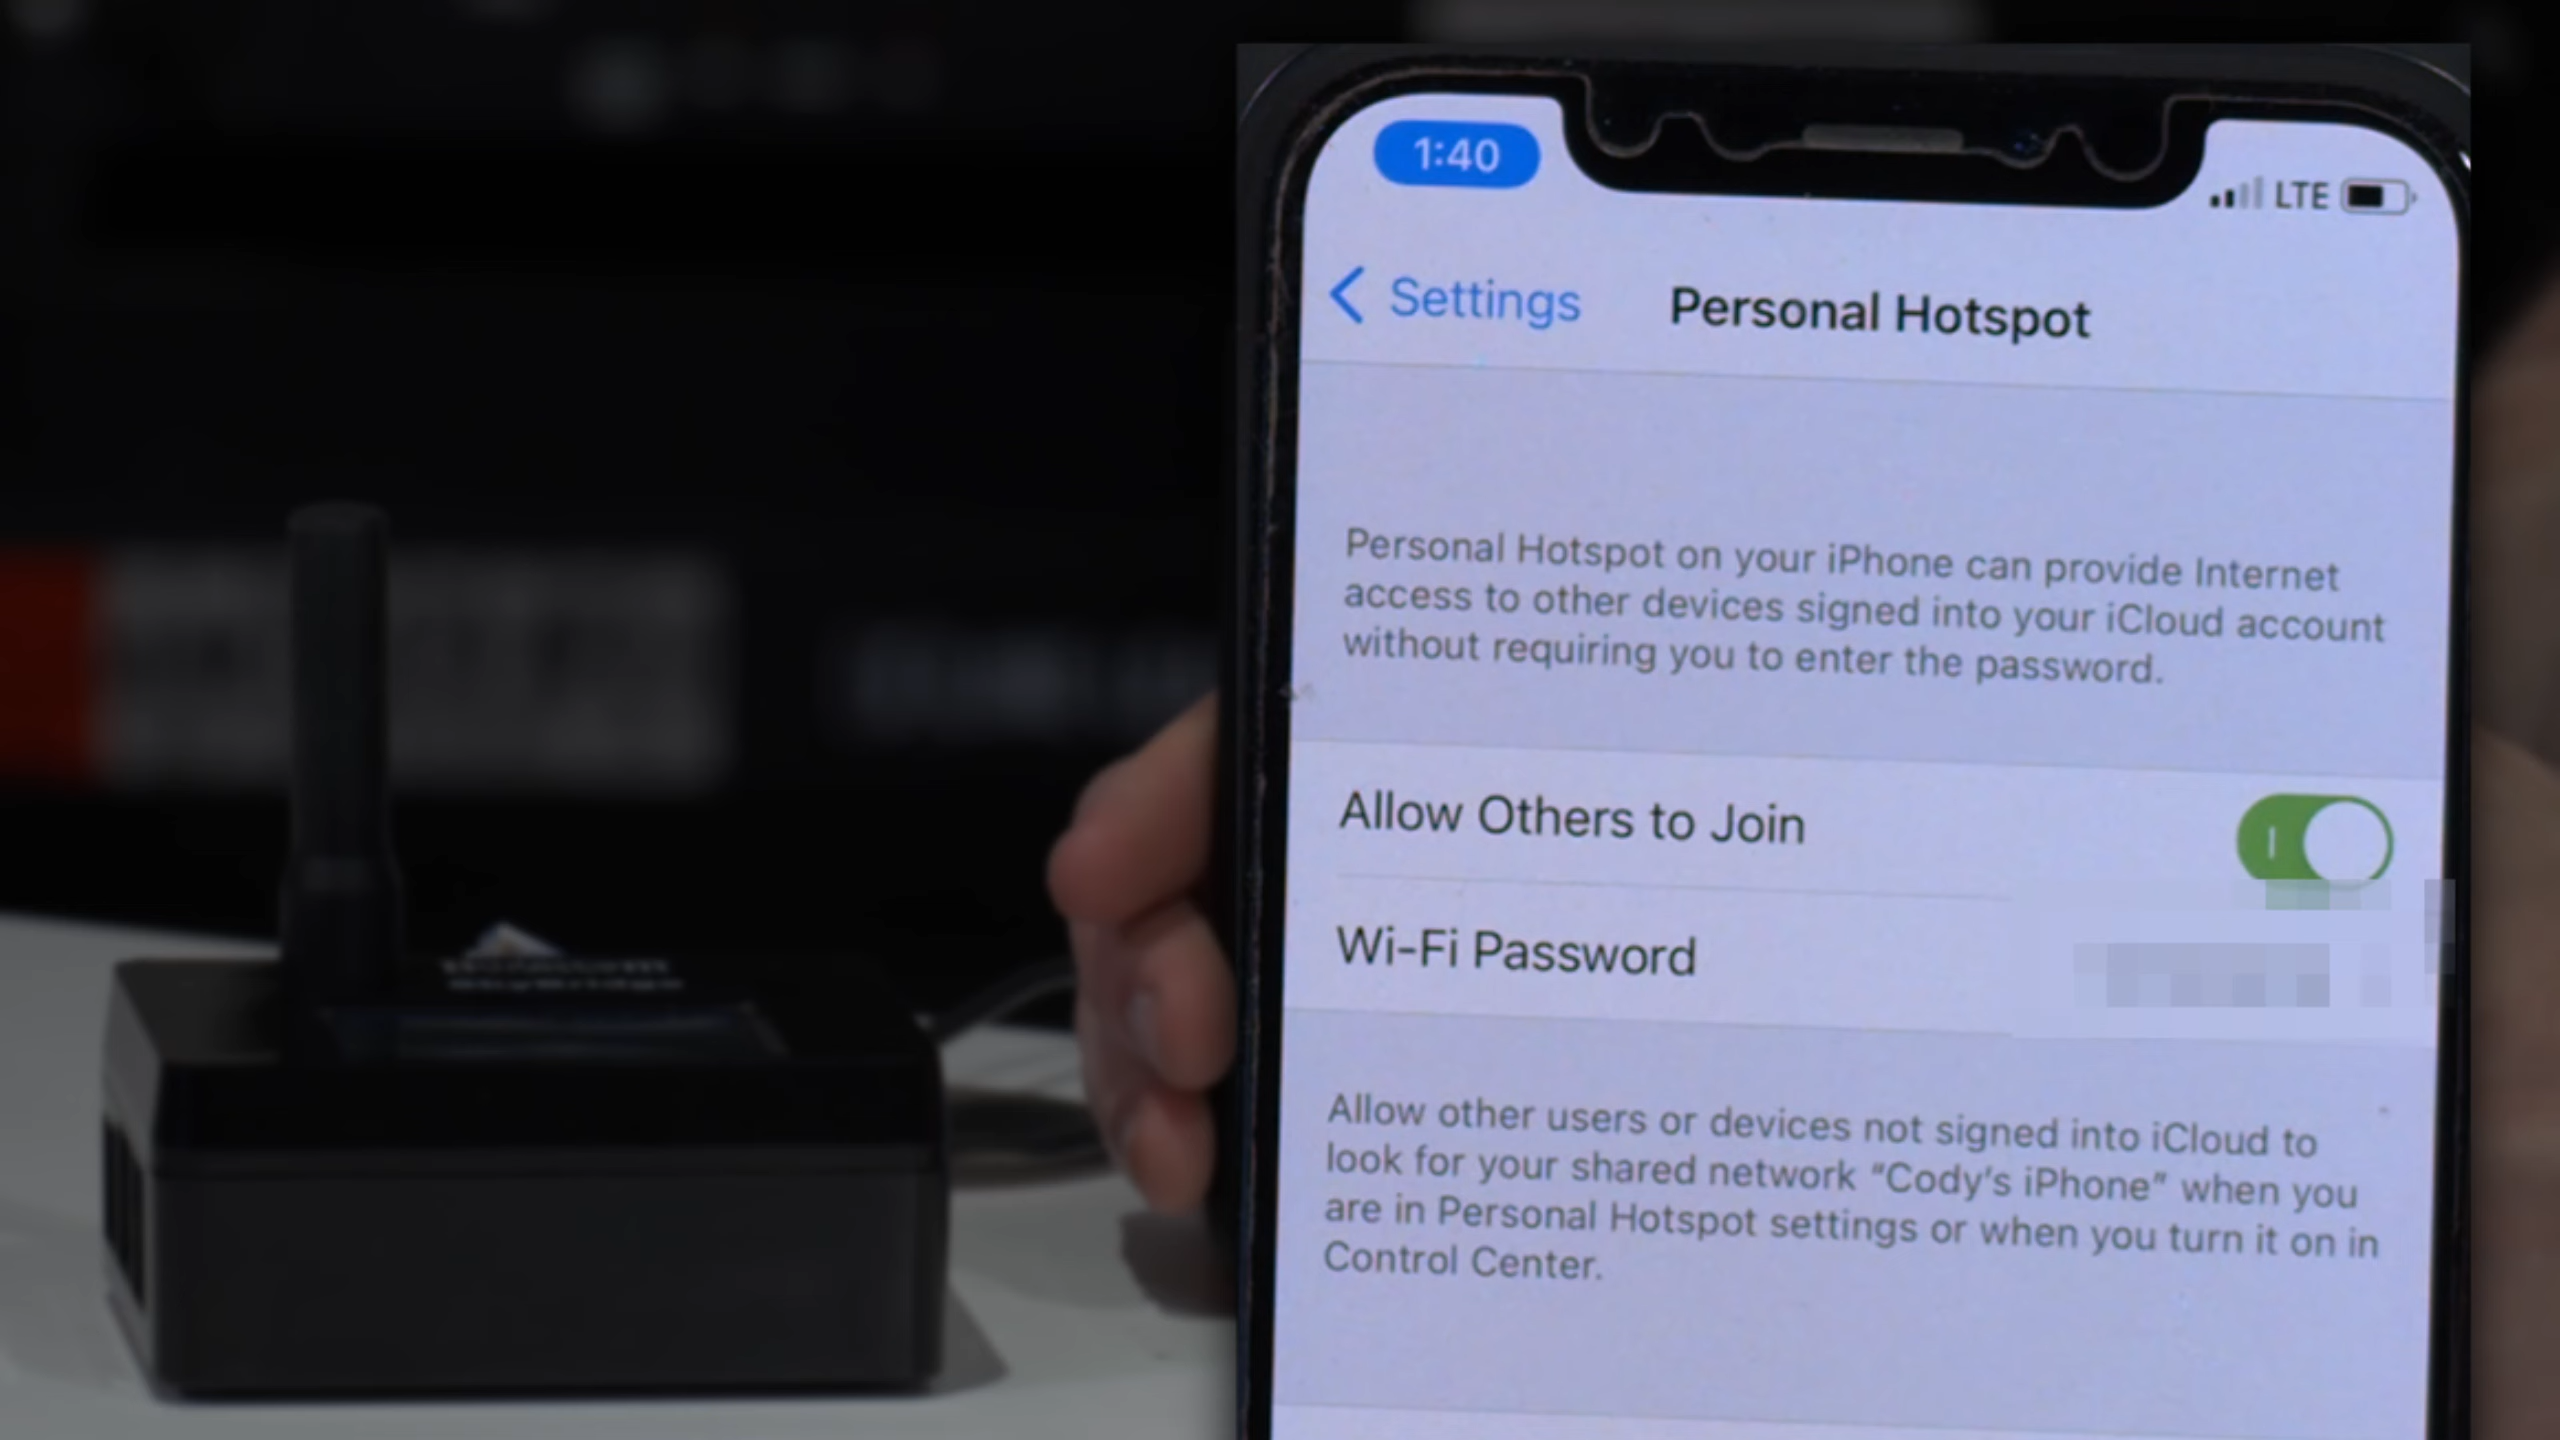 1:40
LTE
Settings
Personal Hotspot
Personal Hotspot on your iPhone can provide Internet
access to other devices signed into your iCloud account
without requiring you to enter the password.
Allow Others to Join
Wi-Fi Password
Allow other users or devices not signed into iCloud to
look for your shared network “Cody’s iPhone” when you
are in Personal Hotspot settings or when you turn it on in
Control Center.